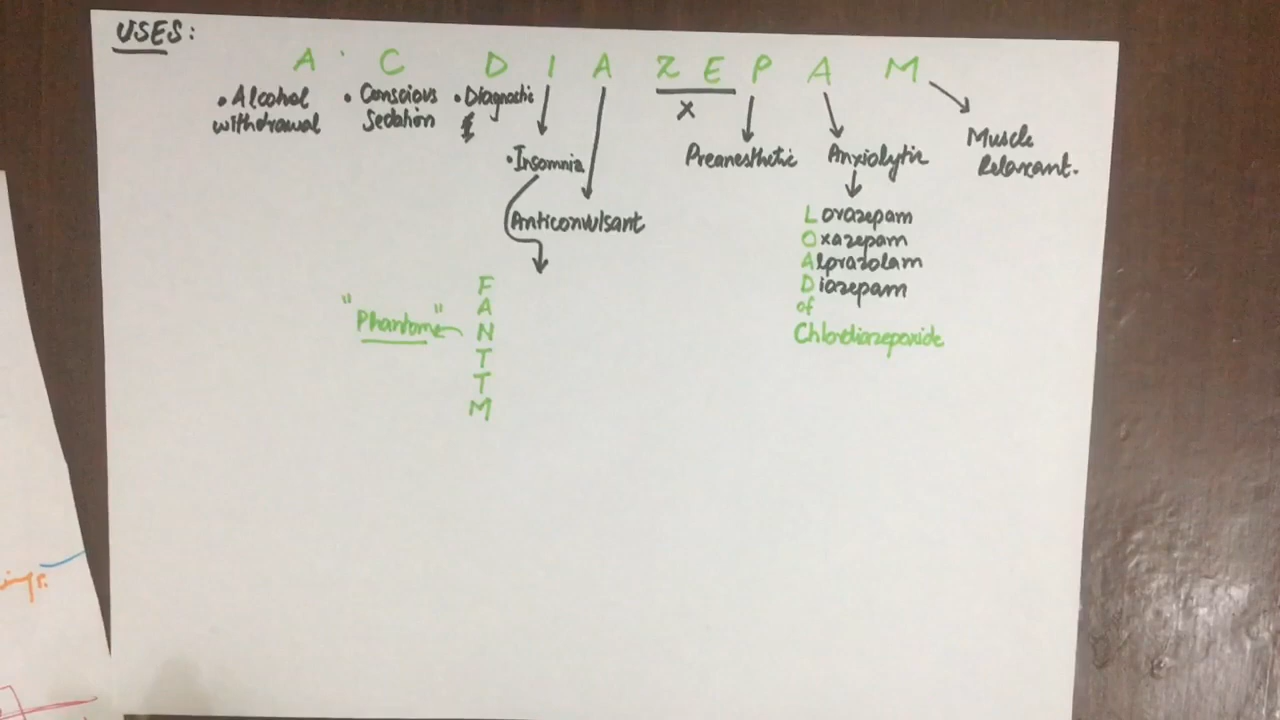 USES:
A C D I A Z E P A M
• Alcohol withdrawal
• Conscious Sedation
• Diagnostic
x
• Insomnia
Anticonvulsant
Preanesthetic
Anxiolytic
Muscle
Relaxant.
Lorazepam
Oxazepam
Alprazolam
Diazepam
of
Chlordiazepoxide
"Phantom"
F
A
N
T
T
M